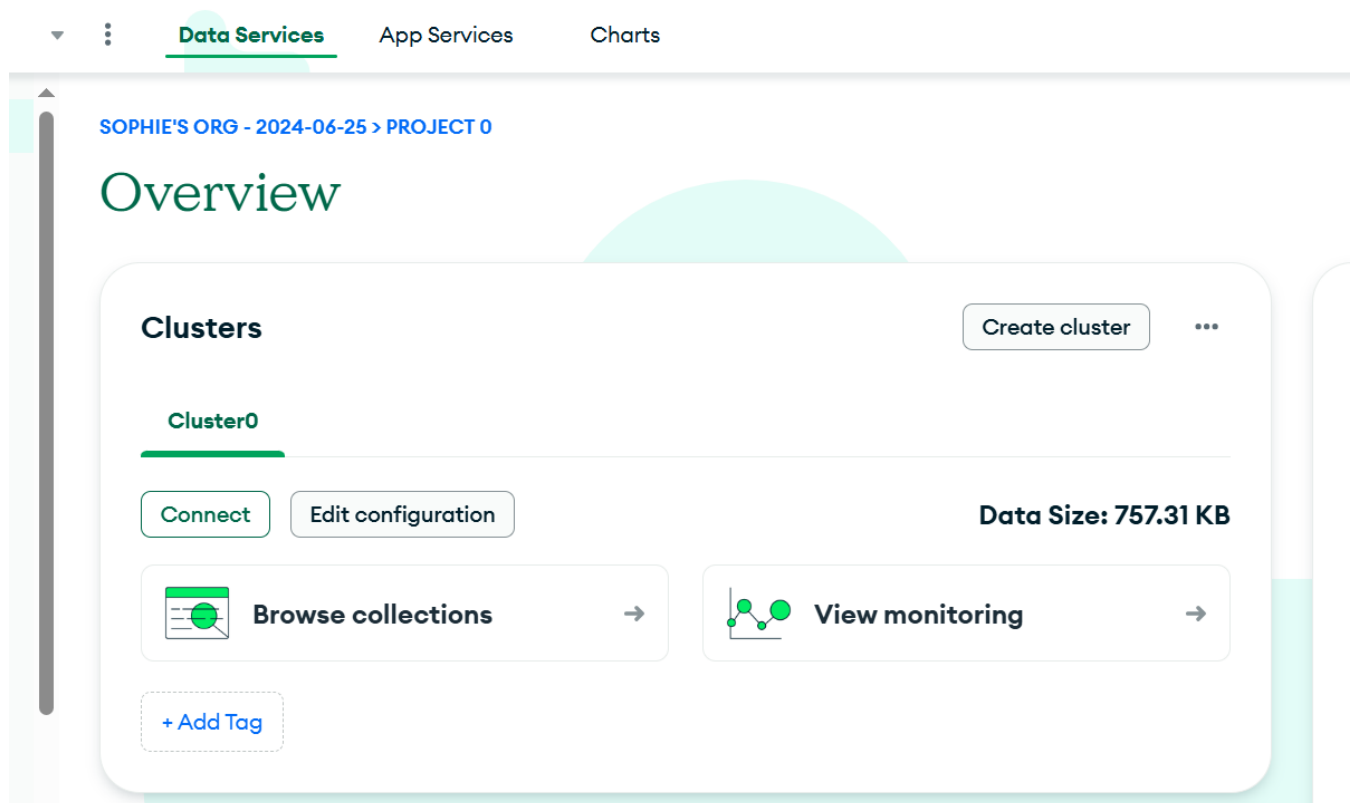 Data Services App Services Charts
SOPHIE'S ORG - 2024-06-25 > PROJECT 0
Overview
Clusters Create cluster
Cluster0
Connect Edit configuration Data Size: 757.31 KB
Browse collections View monitoring
+ Add Tag